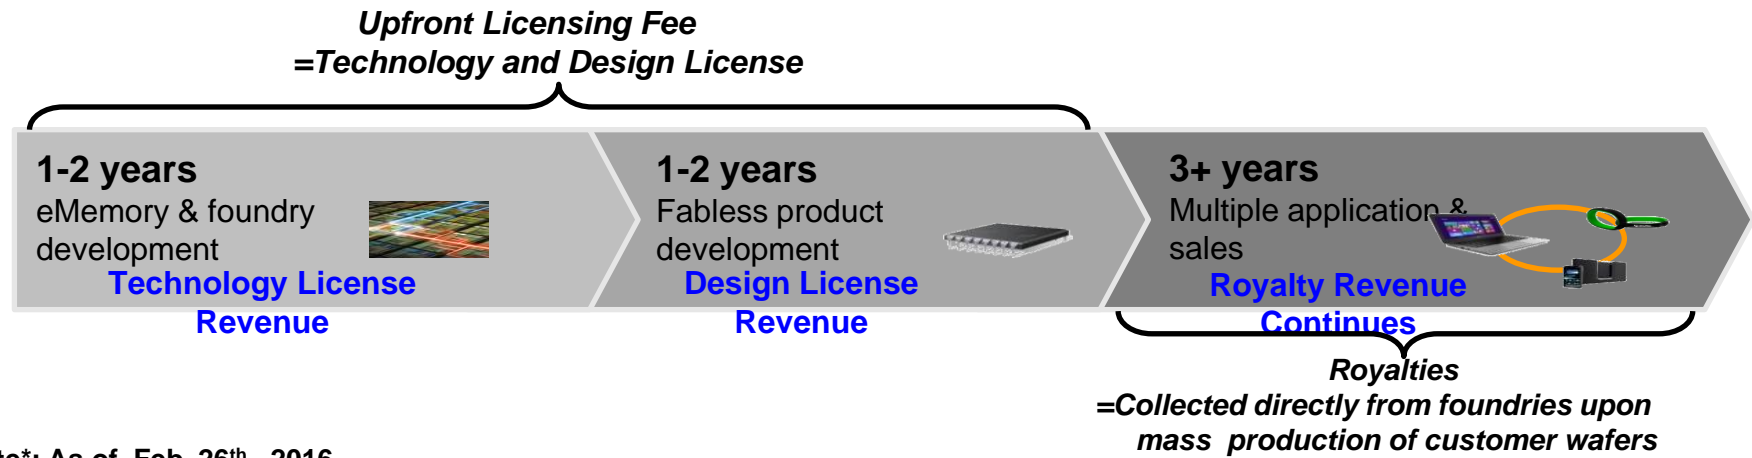 Upfront Licensing Fee
=Technology and Design License
1-2 years
eMemory & foundry
development
Technology License
Revenue
1-2 years
Fabless product
development
Design License
Revenue
3+ years
Multiple application &
sales
Royalty Revenue
Continues
Royalties
=Collected directly from foundries upon
mass production of customer wafers
As of Feb. 26th, 2016